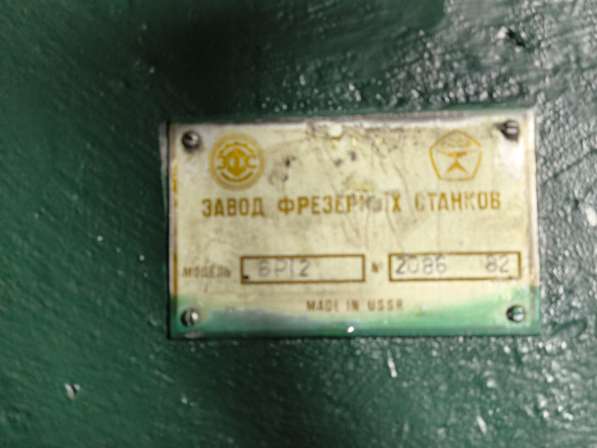 ЗАВОД ФРЕЗЕРНЫХ СТАНКОВ
МОДЕЛЬ 6Р12 № 2086 82
MADE IN USSR